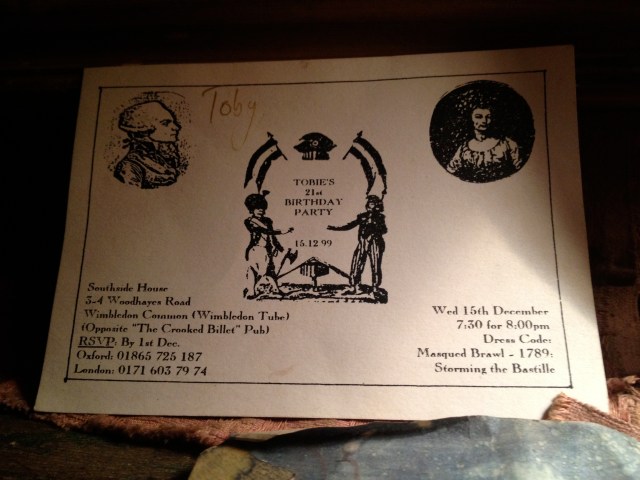 Toby
TOBIE'S
21st
BIRTHDAY
PARTY
15.12 99
Southside House
3-4 Woodhayes Road
Wimbledon Common (Wimbledon Tube)
(Opposite "The Crooked Billet" Pub)
RSVP: By 1st Dec.
Oxford: 01865 725 187
London: 0171 603 79 74
Wed 15th December
7:30 for 8:00pm
Dress Code:
Masqued Brawl - 1789:
Storming the Bastille